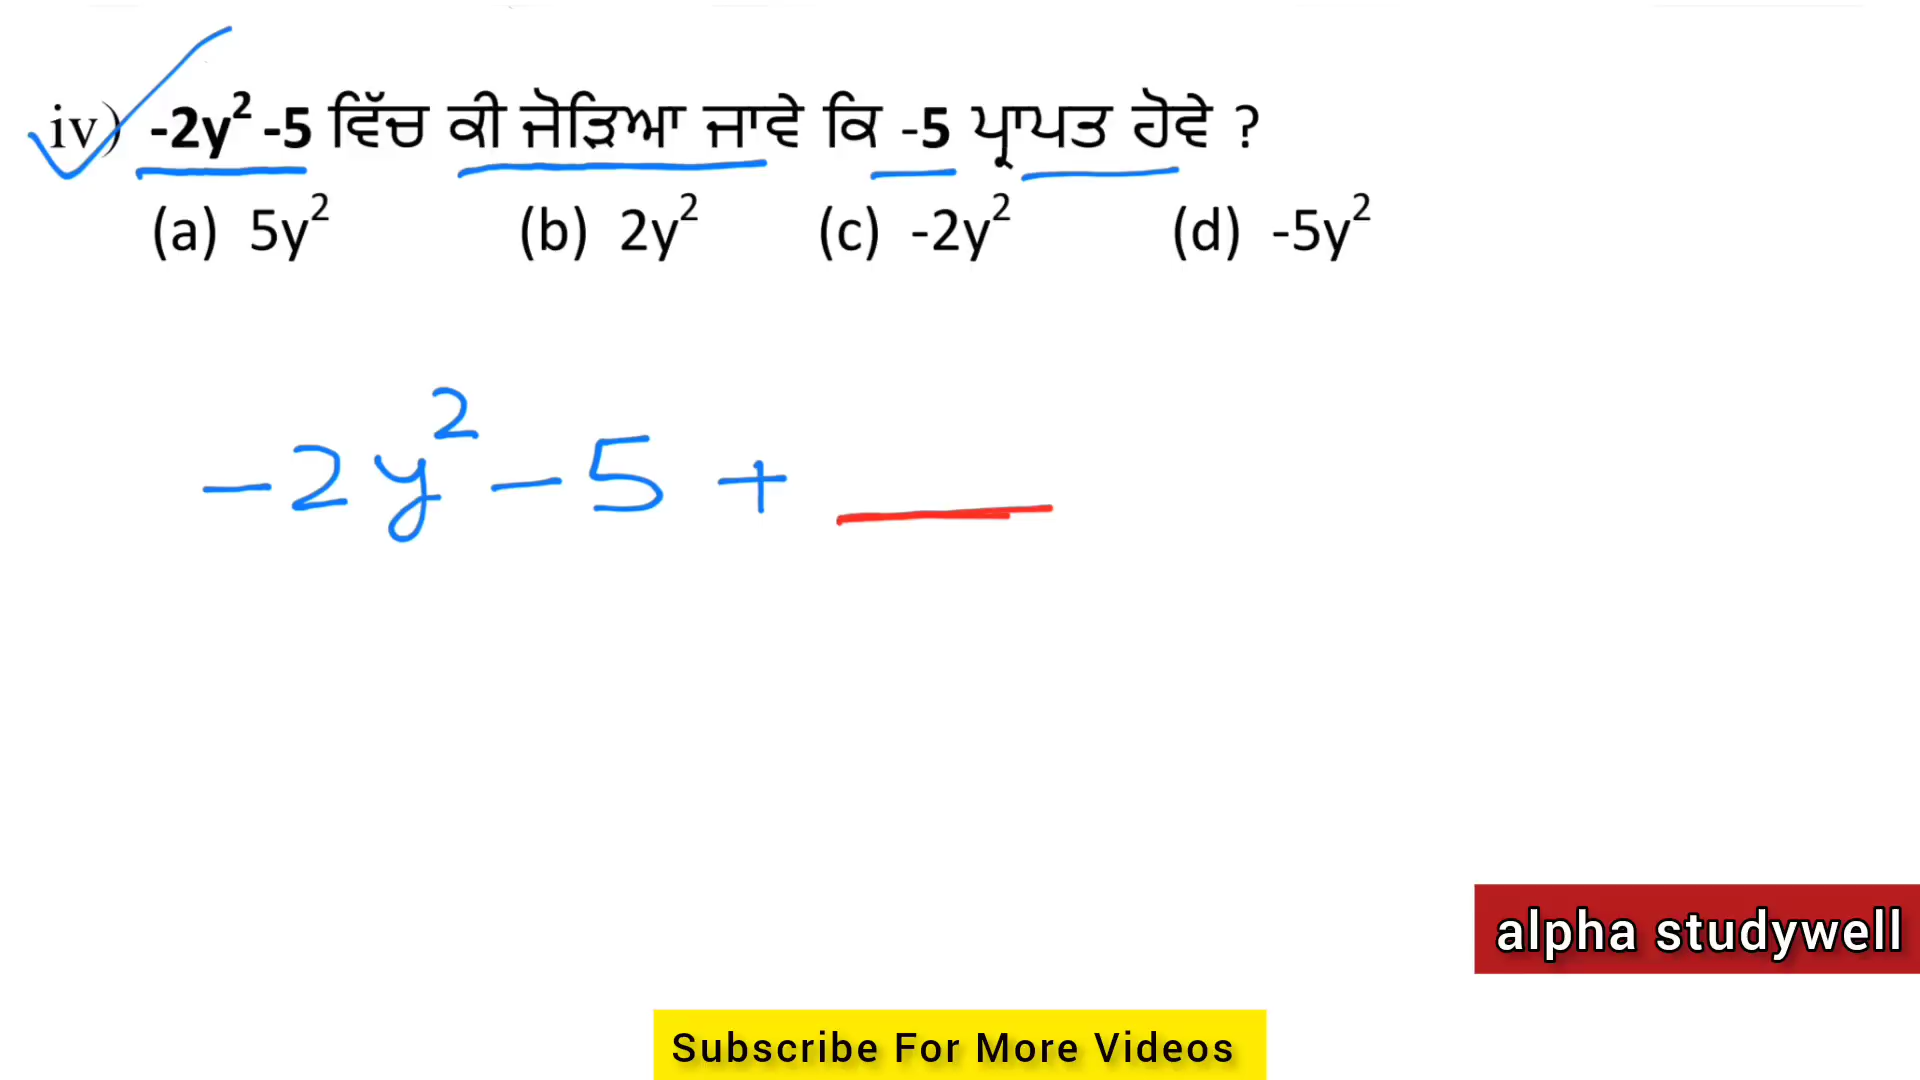 iv) -2y² -5 ਵਿੱਚ ਕੀ ਜੋੜਿਆ ਜਾਵੇ ਕਿ -5 ਪ੍ਰਾਪਤ ਹੋਵੇ ?
(a) 5y² (b) 2y² (c) -2y² (d) -5y²
-2y² - 5 + ___
alpha studywell
Subscribe For More Videos